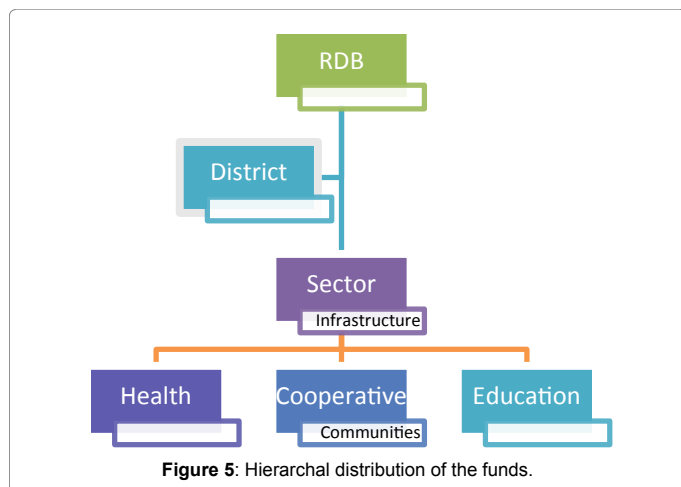 RDB
District
Sector
Infrastructure
Health
Cooperative
Education
Communities
Figure 5: Hierarchal distribution of the funds.